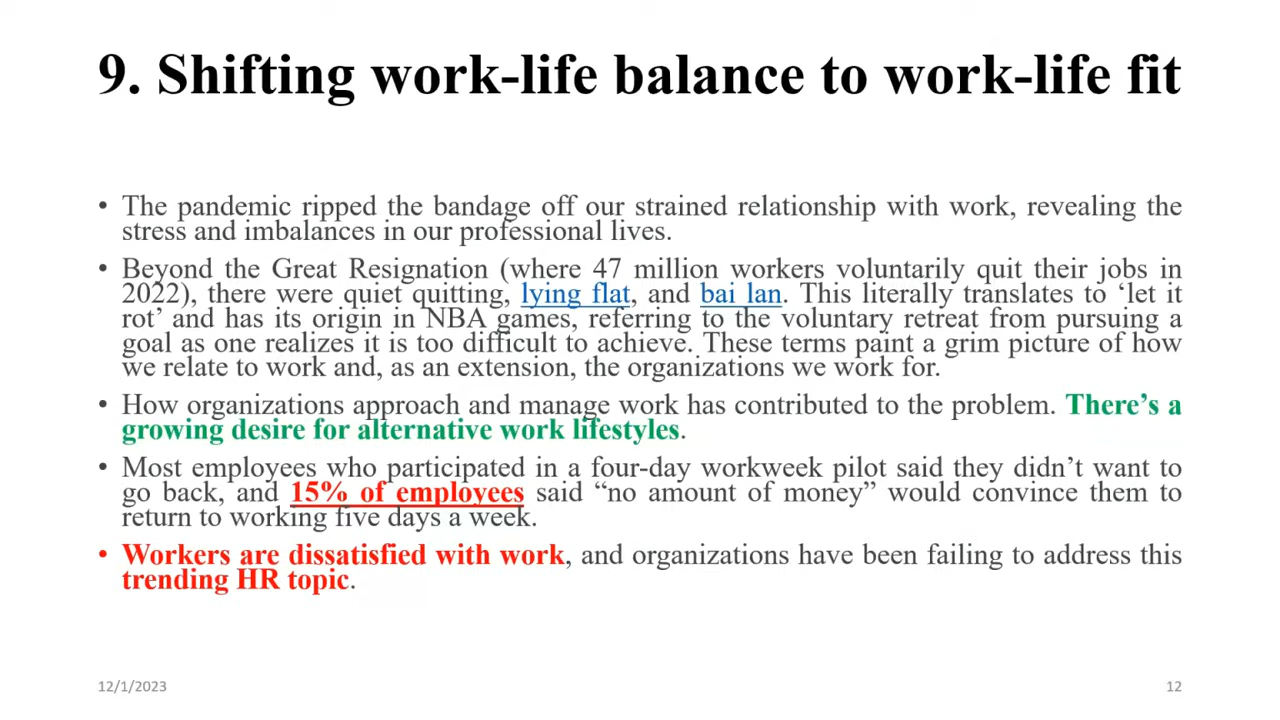 9. Shifting work-life balance to work-life fit
• The pandemic ripped the bandage off our strained relationship with work, revealing the
stress and imbalances in our professional lives.
• Beyond the Great Resignation (where 47 million workers voluntarily quit their jobs in
2022), there were quiet quitting, lying flat, and bai lan. This literally translates to ‘let it
rot’ and has its origin in NBA games, referring to the voluntary retreat from pursuing a
goal as one realizes it is too difficult to achieve. These terms paint a grim picture of how
we relate to work and, as an extension, the organizations we work for.
• How organizations approach and manage work has contributed to the problem. There’s a
growing desire for alternative work lifestyles.
• Most employees who participated in a four-day workweek pilot said they didn’t want to
go back, and 15% of employees said “no amount of money” would convince them to
return to working five days a week.
• Workers are dissatisfied with work, and organizations have been failing to address this
trending HR topic.
12/1/2023
12